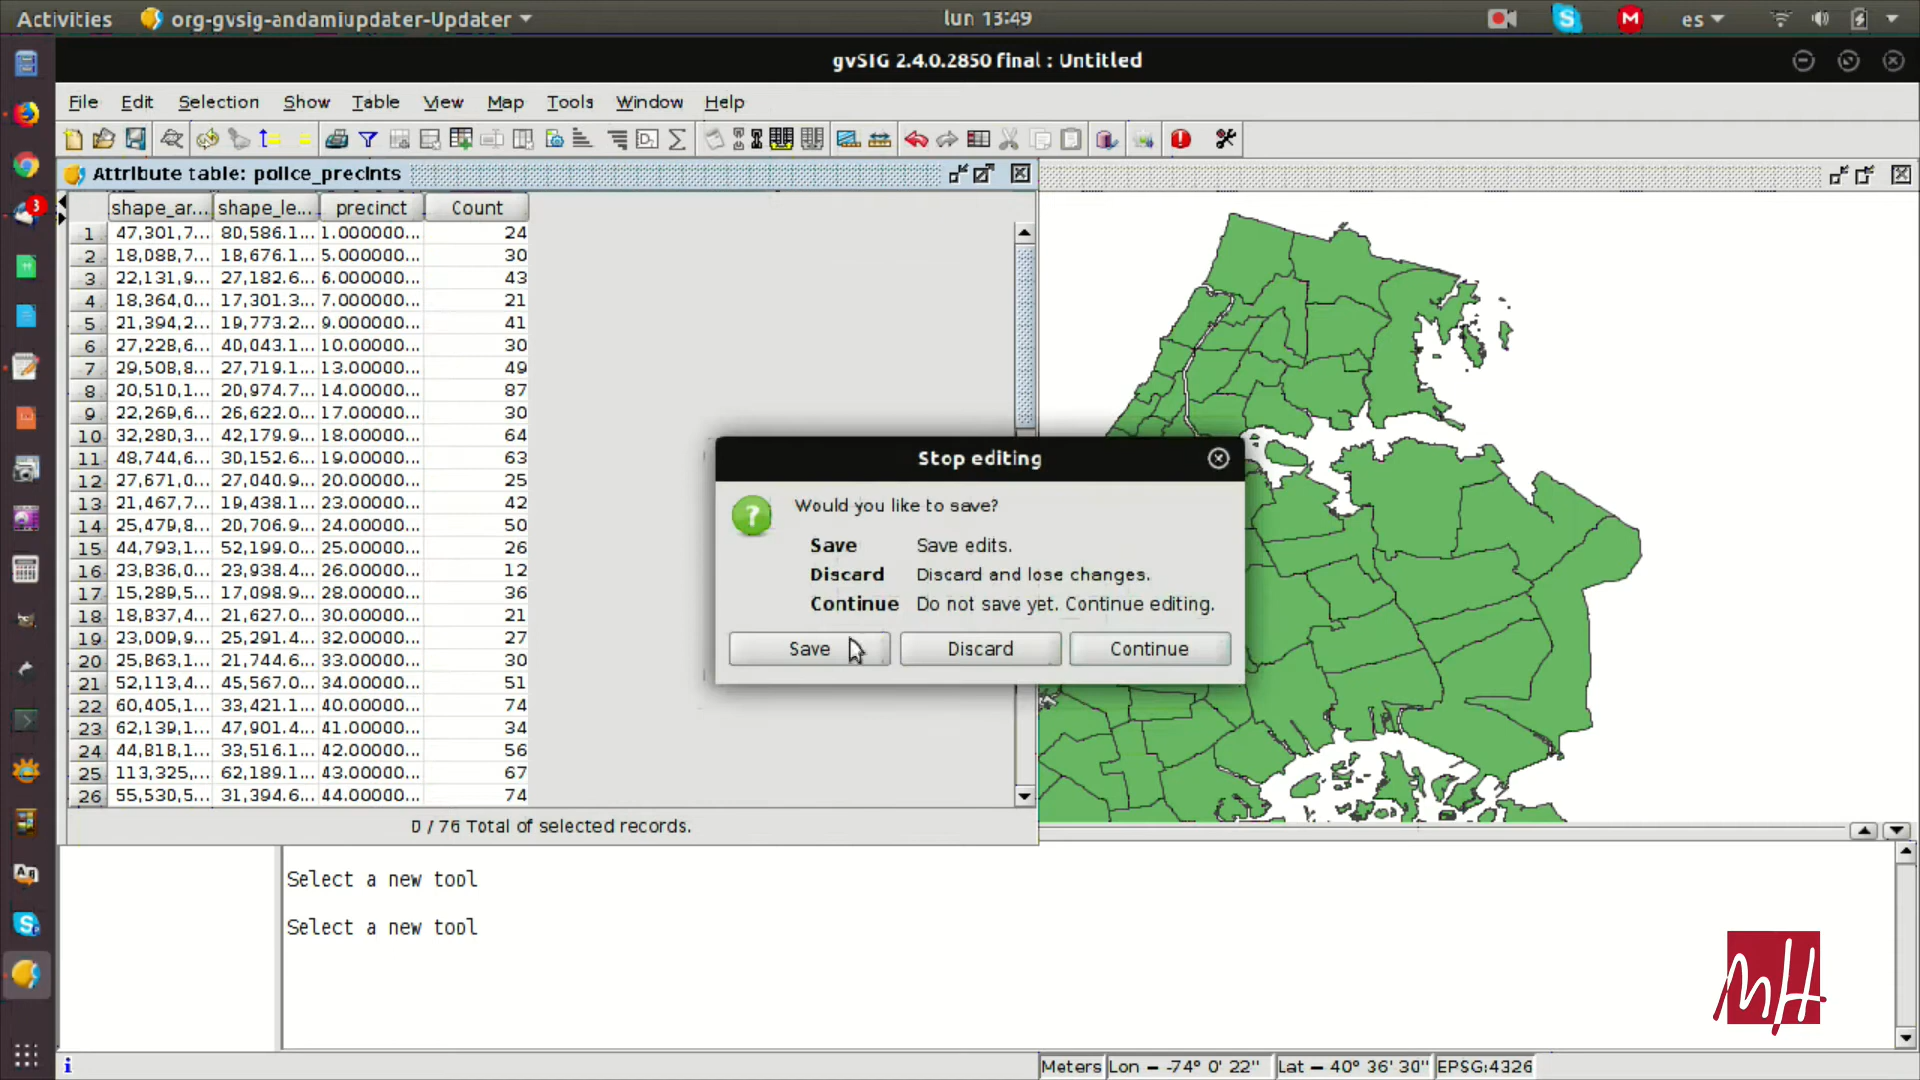 Activities org-gvsig-andamiupdater-Updater lun 13:49 es
gvSIG 2.4.0.2850 final : Untitled
File Edit Selection Show Table View Map Tools Window Help
Attribute table: police_precints
shape_ar... shape_le... precinct Count
1 47,301,7... 80,586.1... 1.000000... 24
2 18,088,7... 18,676.1... 5.000000... 30
3 22,131,9... 27,182.6... 6.000000... 43
4 18,364,0... 17,301.3... 7.000000... 21
5 21,394,2... 19,773.2... 9.000000... 41
6 27,228,6... 40,043.1... 10.00000... 30
7 29,508,8... 27,719.1... 13.00000... 49
8 20,510,1... 20,974.7... 14.00000... 87
9 22,269,6... 26,622.0... 17.00000... 30
10 32,280,3... 42,179.9... 18.00000... 64
11 48,744,6... 30,152.6... 19.00000... 63
12 27,671,0... 27,040.9... 20.00000... 25
13 21,467,7... 19,438.1... 23.00000... 42
14 25,479,8... 20,706.9... 24.00000... 50
15 44,793,1... 52,199.0... 25.00000... 26
16 23,836,0... 23,938.4... 26.00000... 12
17 15,289,5... 17,098.9... 28.00000... 36
18 18,837,4... 21,627.0... 30.00000... 21
19 23,009,9... 25,291.4... 32.00000... 27
20 25,863,1... 21,744.6... 33.00000... 30
21 52,113,4... 45,567.0... 34.00000... 51
22 60,405,1... 33,421.1... 40.00000... 74
23 62,139,1... 47,901.4... 41.00000... 34
24 44,818,1... 33,516.1... 42.00000... 56
25 113,325,... 62,189.1... 43.00000... 67
26 55,530,5... 31,394.6... 44.00000... 74
0 / 76 Total of selected records.
Stop editing
Would you like to save?
Save Save edits.
Discard Discard and lose changes.
Continue Do not save yet. Continue editing.
Save Discard Continue
Select a new tool
Select a new tool
MH
Meters Lon = -74° 0' 22'' Lat = 40° 36' 30'' EPSG:4326